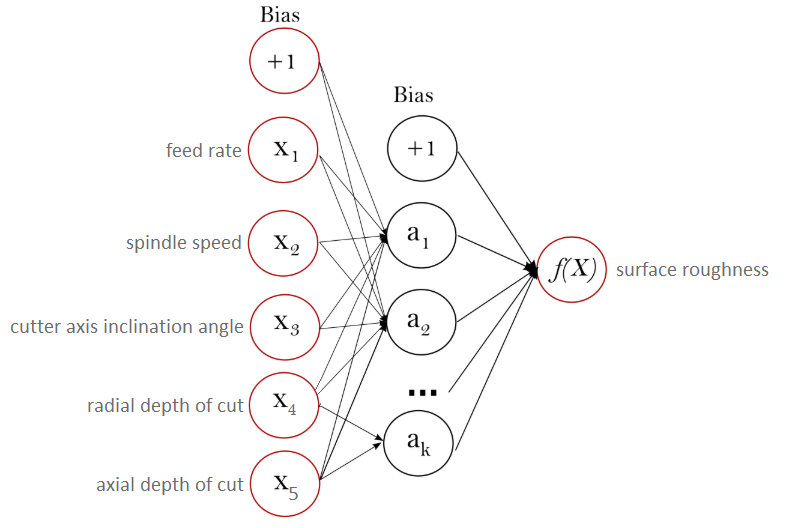 Bias
+1
Bias
feed rate x1
+1
spindle speed x2
a1
f(X) surface roughness
cutter axis inclination angle x3
a2
...
radial depth of cut x4
ak
axial depth of cut x5